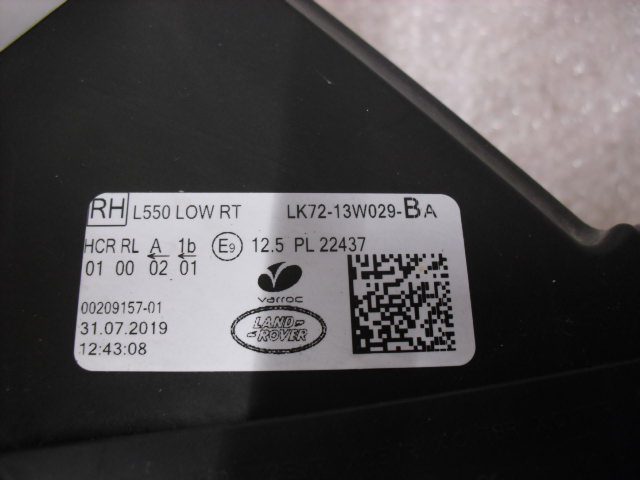 RH L550 LOW RT LK72-13W029-BA
HCR RL A 1b E9 12.5 PL 22437
01 00 02 01
varroc
00209157-01
LAND-
31.07.2019
-ROVER
12:43:08